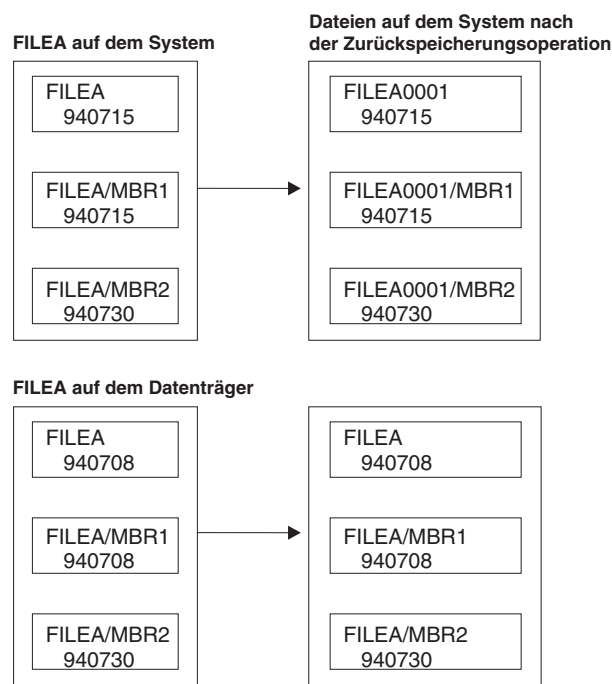 FILEA auf dem System
Dateien auf dem System nach
der Zurückspeicherungsoperation
FILEA
940715
FILEA/MBR1
940715
FILEA/MBR2
940730
FILEA0001
940715
FILEA0001/MBR1
940715
FILEA0001/MBR2
940730
FILEA auf dem Datenträger
FILEA
940708
FILEA/MBR1
940708
FILEA/MBR2
940730
FILEA
940708
FILEA/MBR1
940708
FILEA/MBR2
940730